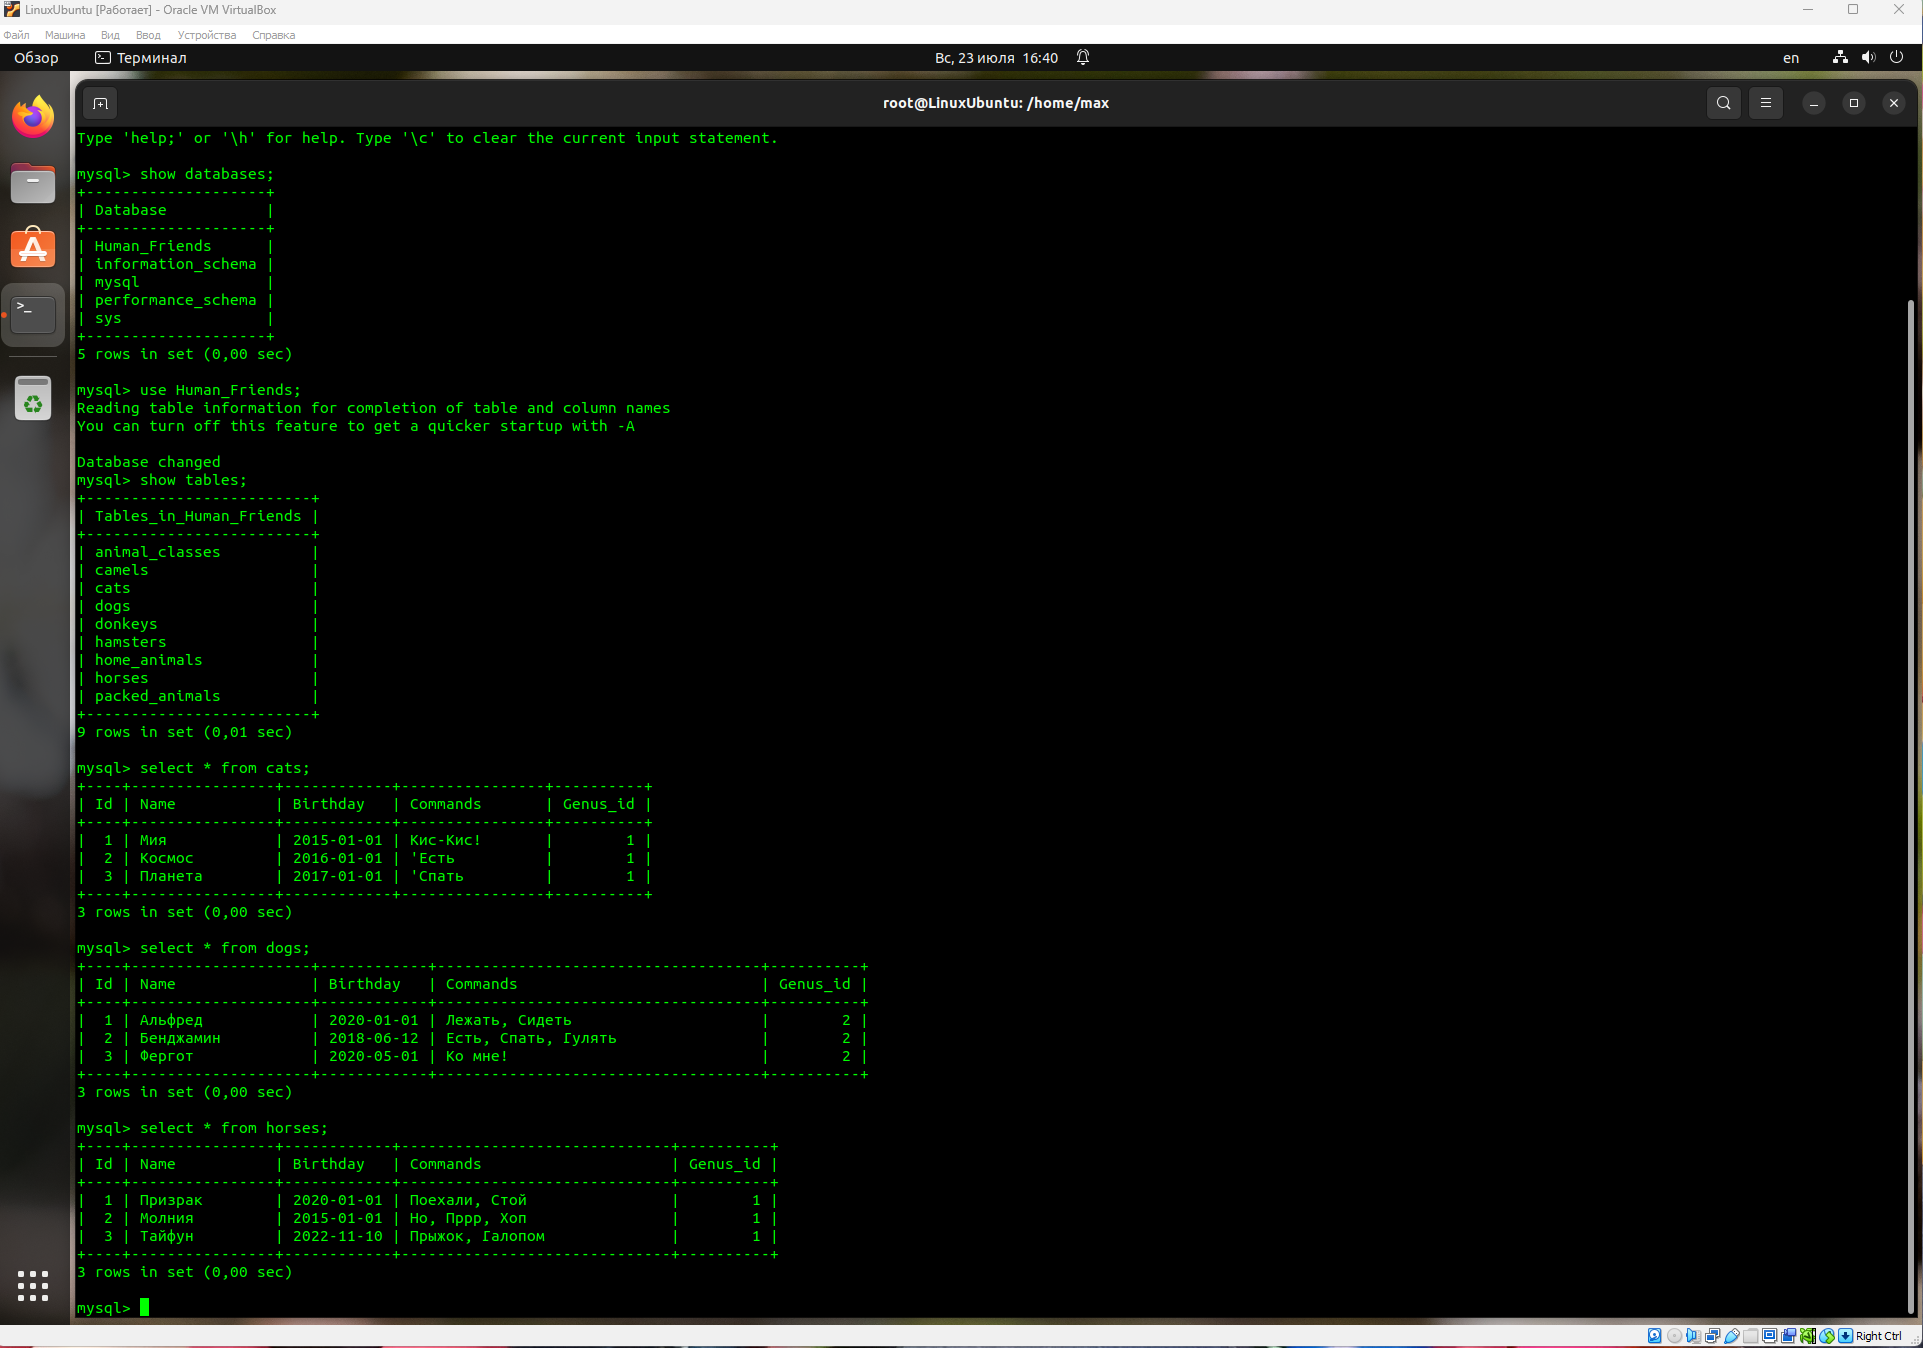 LinuxUbuntu [Работает] - Oracle VM VirtualBox
Файл Машина Вид Ввод Устройства Справка
Обзор Терминал Вс, 23 июля 16:40 en
root@LinuxUbuntu: /home/max
Type 'help;' or '\h' for help. Type '\c' to clear the current input statement.
mysql> show databases;
+--------------------+
| Database           |
+--------------------+
| Human_Friends      |
| information_schema |
| mysql              |
| performance_schema |
| sys                |
+--------------------+
5 rows in set (0,00 sec)
mysql> use Human_Friends;
Reading table information for completion of table and column names
You can turn off this feature to get a quicker startup with -A
Database changed
mysql> show tables;
+-------------------------+
| Tables_in_Human_Friends |
+-------------------------+
| animal_classes          |
| camels                  |
| cats                    |
| dogs                    |
| donkeys                 |
| hamsters                |
| home_animals            |
| horses                  |
| packed_animals          |
+-------------------------+
9 rows in set (0,01 sec)
mysql> select * from cats;
+----+----------------+------------+----------------+----------+
| Id | Name           | Birthday   | Commands       | Genus_id |
+----+----------------+------------+----------------+----------+
|  1 | Мия            | 2015-01-01 | Кис-Кис!       |        1 |
|  2 | Космос         | 2016-01-01 | 'Есть          |        1 |
|  3 | Планета        | 2017-01-01 | 'Спать         |        1 |
+----+----------------+------------+----------------+----------+
3 rows in set (0,00 sec)
mysql> select * from dogs;
+----+--------------------+------------+------------------------------------+----------+
| Id | Name               | Birthday   | Commands                           | Genus_id |
+----+--------------------+------------+------------------------------------+----------+
|  1 | Альфред            | 2020-01-01 | Лежать, Сидеть                     |        2 |
|  2 | Бенджамин          | 2018-06-12 | Есть, Спать, Гулять                |        2 |
|  3 | Фергот             | 2020-05-01 | Ко мне!                            |        2 |
+----+--------------------+------------+------------------------------------+----------+
3 rows in set (0,00 sec)
mysql> select * from horses;
+----+----------------+------------+------------------------------+----------+
| Id | Name           | Birthday   | Commands                     | Genus_id |
+----+----------------+------------+------------------------------+----------+
|  1 | Призрак        | 2020-01-01 | Поехали, Стой                |        1 |
|  2 | Молния         | 2015-01-01 | Но, Пррр, Хоп                |        1 |
|  3 | Тайфун         | 2022-11-10 | Прыжок, Галопом              |        1 |
+----+----------------+------------+------------------------------+----------+
3 rows in set (0,00 sec)
mysql>
Right Ctrl